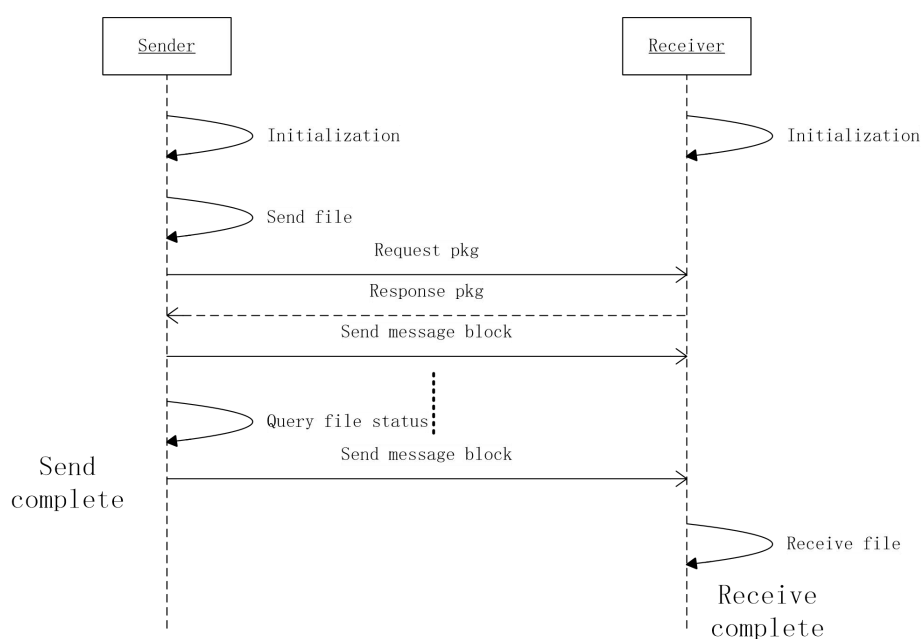 Sender
Receiver
Initialization
Initialization
Send file
Request pkg
Response pkg
Send message block
Query file status
Send message block
Send
complete
Receive file
Receive
complete